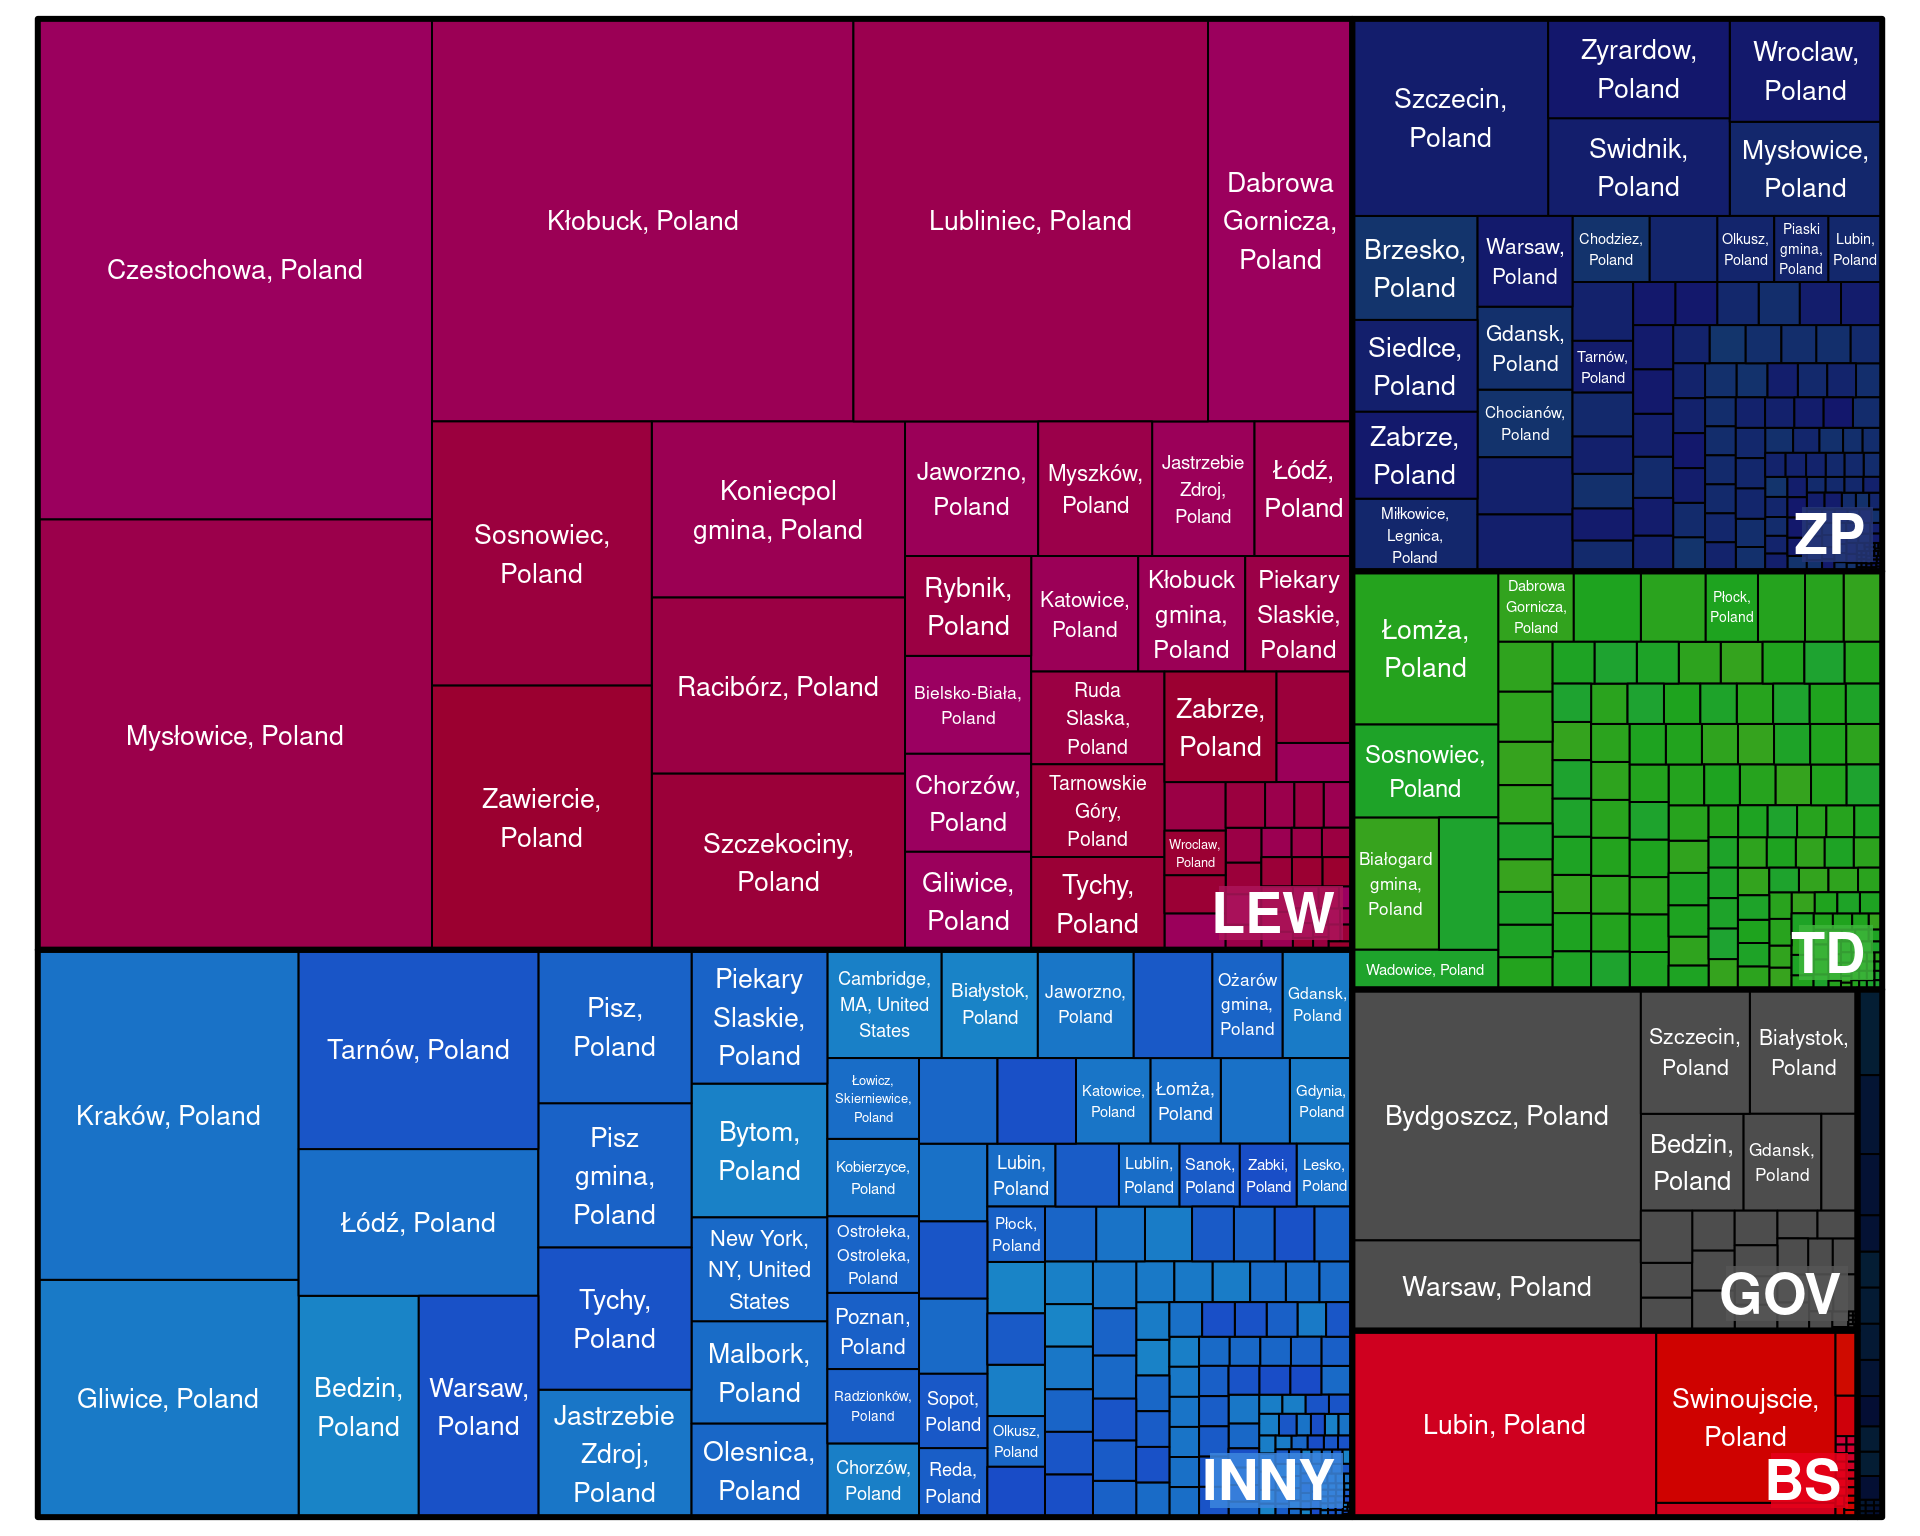 Czestochowa, Poland
Mysłowice, Poland
Kłobuck, Poland
Lubliniec, Poland
Dabrowa
Gornicza,
Poland
Sosnowiec,
Poland
Zawiercie,
Poland
Koniecpol
gmina, Poland
Racibórz, Poland
Szczekociny,
Poland
Jaworzno,
Poland
Myszków,
Poland
Jastrzebie
Zdroj,
Poland
Łódź,
Poland
Rybnik,
Poland
Bielsko-Biała,
Poland
Chorzów,
Poland
Gliwice,
Poland
Katowice,
Poland
Kłobuck
gmina,
Poland
Piekary
Slaskie,
Poland
Ruda
Slaska,
Poland
Tarnowskie
Góry,
Poland
Tychy,
Poland
Zabrze,
Poland
Wroclaw,
Poland
LEW
Szczecin,
Poland
Zyrardow,
Poland
Wroclaw,
Poland
Swidnik,
Poland
Mysłowice,
Poland
Brzesko,
Poland
Siedlce,
Poland
Zabrze,
Poland
Miłkowice,
Legnica,
Poland
Warsaw,
Poland
Gdansk,
Poland
Chocianów,
Poland
Chodziez,
Poland
Olkusz,
Poland
Piaski
gmina,
Poland
Lubin,
Poland
Tarnów,
Poland
ZP
Łomża,
Poland
Sosnowiec,
Poland
Białogard
gmina,
Poland
Wadowice, Poland
Dabrowa
Gornicza,
Poland
Płock,
Poland
TD
Kraków, Poland
Gliwice, Poland
Tarnów, Poland
Łódź, Poland
Bedzin,
Poland
Warsaw,
Poland
Pisz,
Poland
Pisz
gmina,
Poland
Tychy,
Poland
Jastrzebie
Zdroj,
Poland
Piekary
Slaskie,
Poland
Bytom,
Poland
New York,
NY, United
States
Malbork,
Poland
Olesnica,
Poland
Cambridge,
MA, United
States
Białystok,
Poland
Jaworzno,
Poland
Ożarów
gmina,
Poland
Gdansk,
Poland
Łowicz,
Skierniewice,
Poland
Kobierzyce,
Poland
Ostrołeka,
Ostroleka,
Poland
Poznan,
Poland
Radzionków,
Poland
Chorzów,
Poland
Katowice,
Poland
Łomża,
Poland
Gdynia,
Poland
Lubin,
Poland
Lublin,
Poland
Sanok,
Poland
Zabki,
Poland
Lesko,
Poland
Płock,
Poland
Sopot,
Poland
Reda,
Poland
Olkusz,
Poland
INNY
Bydgoszcz, Poland
Warsaw, Poland
Szczecin,
Poland
Białystok,
Poland
Bedzin,
Poland
Gdansk,
Poland
GOV
Lubin, Poland
Swinoujscie,
Poland
BS